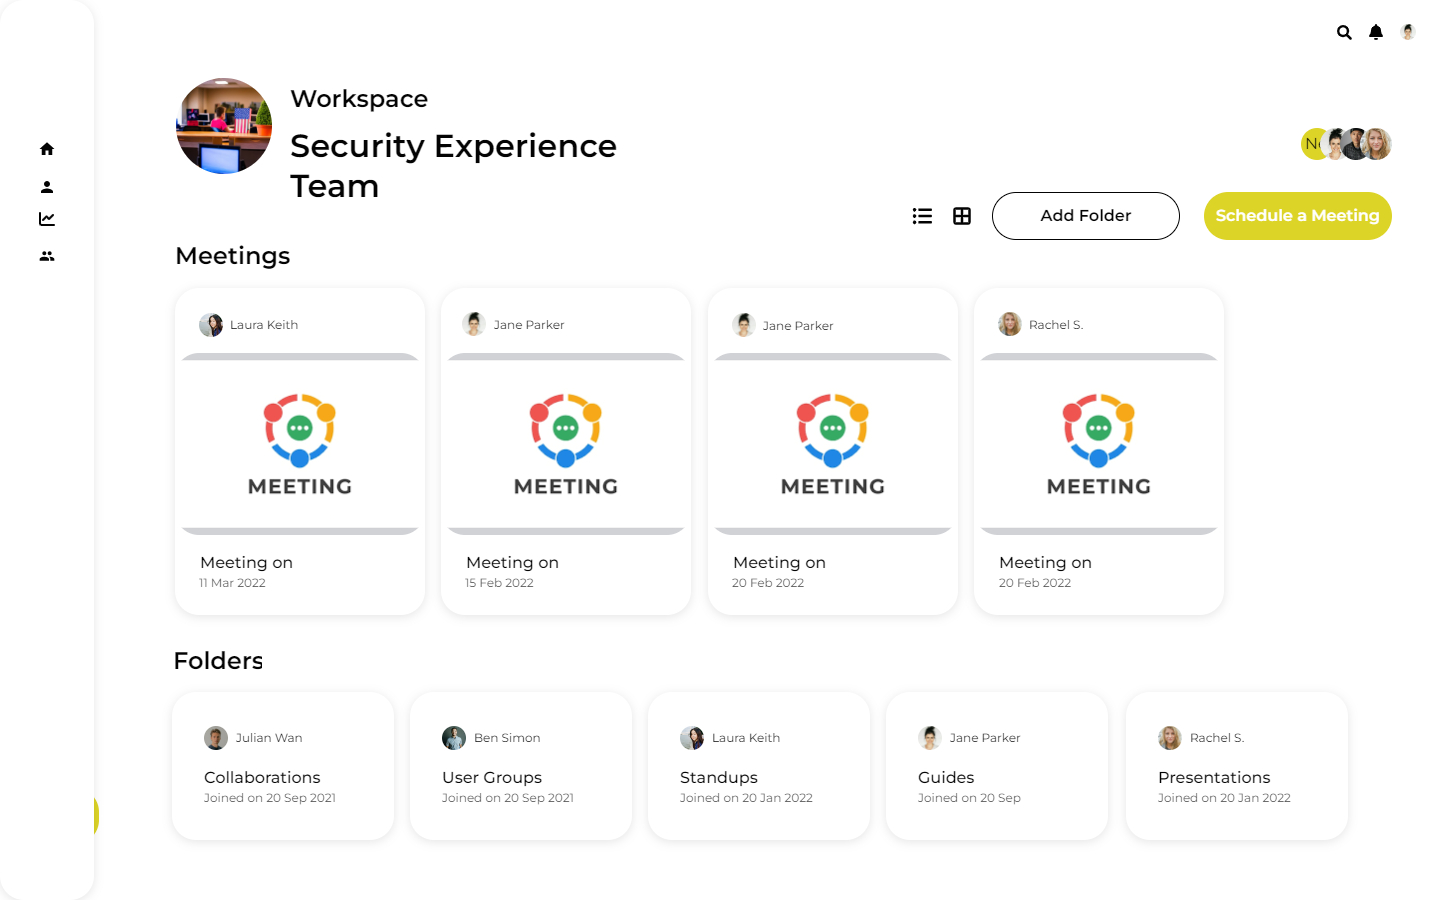 Workspace
Security Experience
Team
Add Folder
Schedule a Meeting
Meetings
Laura Keith
MEETING
Meeting on
11 Mar 2022
Jane Parker
MEETING
Meeting on
15 Feb 2022
Jane Parker
MEETING
Meeting on
20 Feb 2022
Rachel S.
MEETING
Meeting on
20 Feb 2022
Folders
Julian Wan
Collaborations
Joined on 20 Sep 2021
Ben Simon
User Groups
Joined on 20 Sep 2021
Laura Keith
Standups
Joined on 20 Jan 2022
Jane Parker
Guides
Joined on 20 Sep
Rachel S.
Presentations
Joined on 20 Jan 2022